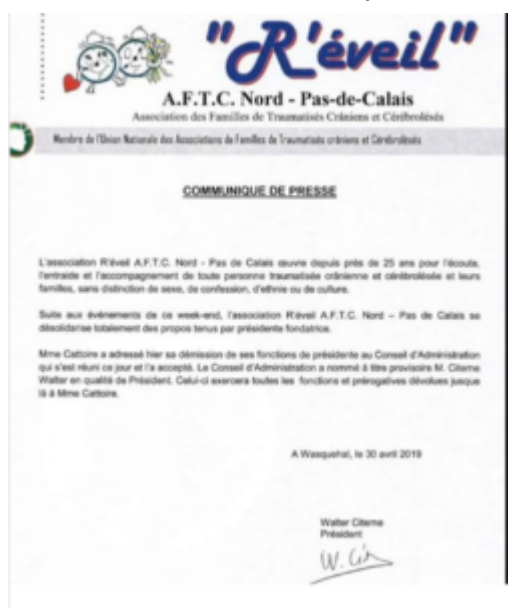 "R'éveil"
A.F.T.C. Nord - Pas-de-Calais
Association des Familles de Traumatisés Crâniens et Cérébrolésés
Membre de l'Union Nationale des Associations de Familles de Traumatisés crâniens et Cérébrolésés
COMMUNIQUE DE PRESSE
L'association R'éveil A.F.T.C. Nord - Pas de Calais œuvre depuis près de 25 ans pour l'écoute,
l'entraide et l'accompagnement de toute personne traumatisée crânienne et cérébrolésée et leurs
familles, sans distinction de sexe, de confession, d'ethnie ou de culture.
Suite aux événements de ce week-end, l'association R'éveil A.F.T.C. Nord – Pas de Calais se
désolidarise totalement des propos tenus par présidente fondatrice.
Mme Cattoire a adressé hier sa démission de ses fonctions de présidente au Conseil d'Administration
qui s'est réuni ce jour et l'a accepté. Le Conseil d'Administration a nommé à titre provisoire M. Citerne
Walter en qualité de Président. Celui-ci exercera toutes les fonctions et prérogatives dévolues jusque
là à Mme Cattoire.
A Wasquehal, le 30 avril 2019
Walter Citerne
Président